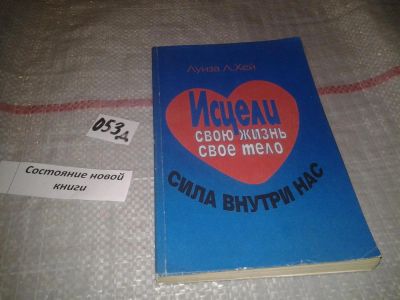 Луиза Л.Хей
Исцели
свою жизнь
свое тело
СИЛА ВНУТРИ НАС
053д
Состояние новой
книги